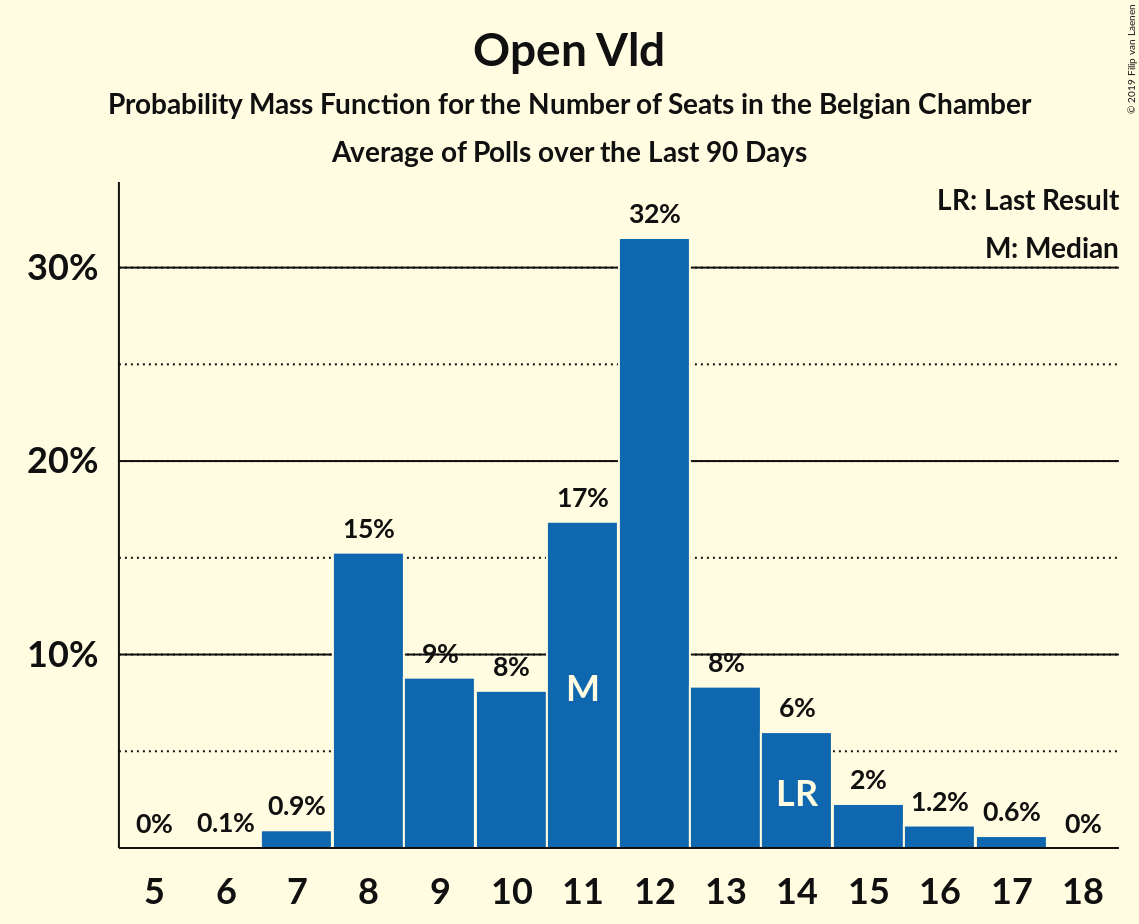 Open Vld
Probability Mass Function for the Number of Seats in the Belgian Chamber
Average of Polls over the Last 90 Days
© 2019 Filip van Laenen
LR: Last Result
M: Median
30%
20%
10%
0%
0.1%
0.9%
15%
9%
8%
17%
32%
8%
6%
2%
1.2%
0.6%
0%
M
LR
5 6 7 8 9 10 11 12 13 14 15 16 17 18